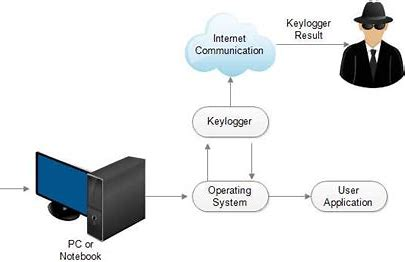 Internet
Communication
Keylogger
Result
Keylogger
Operating
System
User
Application
PC or
Notebook